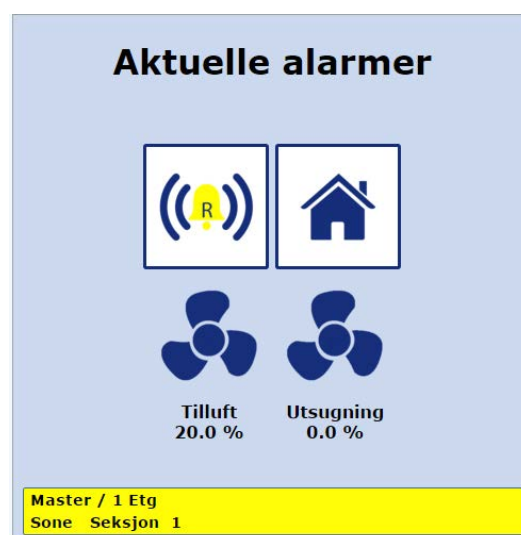 Aktuelle alarmer
R
Tilluft Utsugning
20.0 % 0.0 %
Master / 1 Etg
Sone Seksjon 1